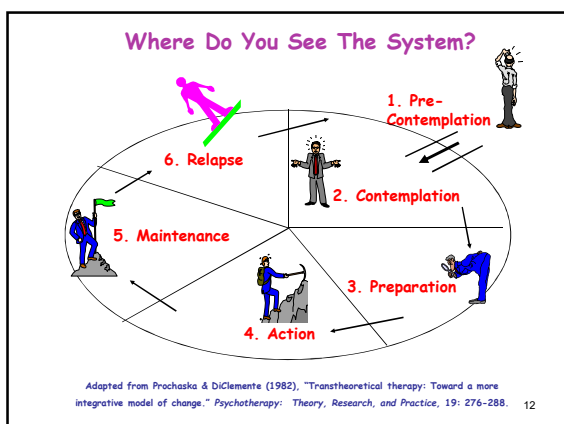 Where Do You See The System?
1. Pre-
Contemplation
6. Relapse
2. Contemplation
5. Maintenance
3. Preparation
4. Action
Adapted from Prochaska & DiClemente (1982), "Transtheoretical therapy: Toward a more
integrative model of change." Psychotherapy: Theory, Research, and Practice, 19: 276-288.
12